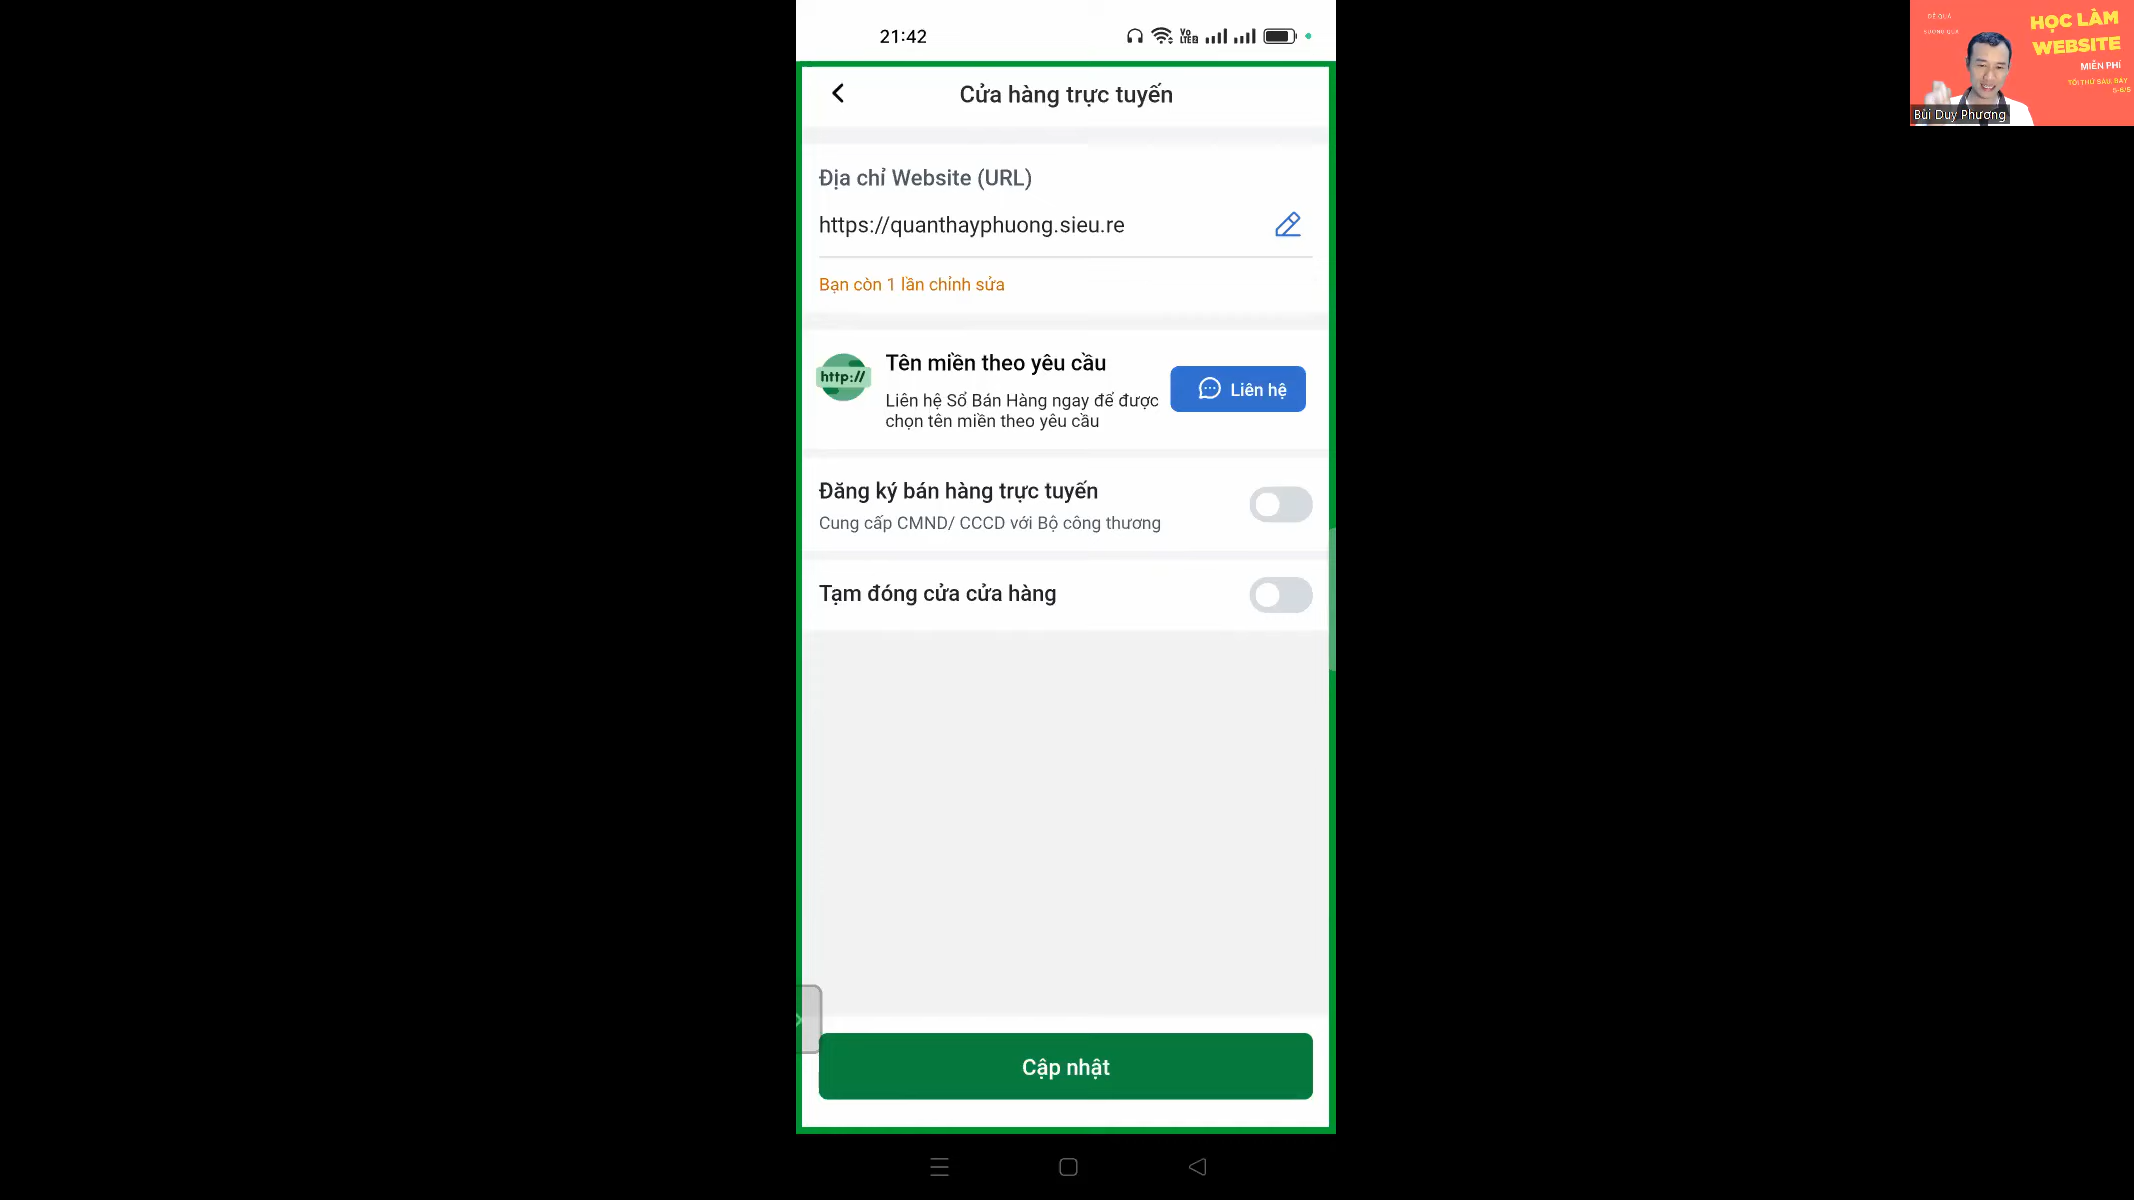 21:42
Cửa hàng trực tuyến
Địa chỉ Website (URL)
https://quanthayphuong.sieu.re
Bạn còn 1 lần chỉnh sửa
http://
Tên miền theo yêu cầu
Liên hệ Sổ Bán Hàng ngay để được
chọn tên miền theo yêu cầu
Liên hệ
Đăng ký bán hàng trực tuyến
Cung cấp CMND/ CCCD với Bộ công thương
Tạm đóng cửa cửa hàng
Cập nhật
HỌC LÀM
WEBSITE
MIỄN PHÍ
Bùi Duy Phương